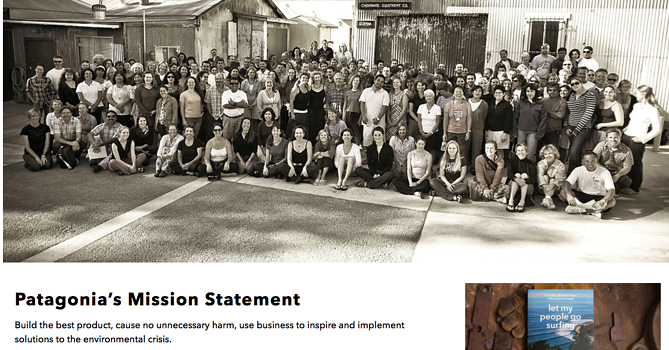 CHOUINARD EQUIPMENT CO.
Patagonia's Mission Statement
Build the best product, cause no unnecessary harm, use business to inspire and implement
solutions to the environmental crisis.
let my
people go
surfing